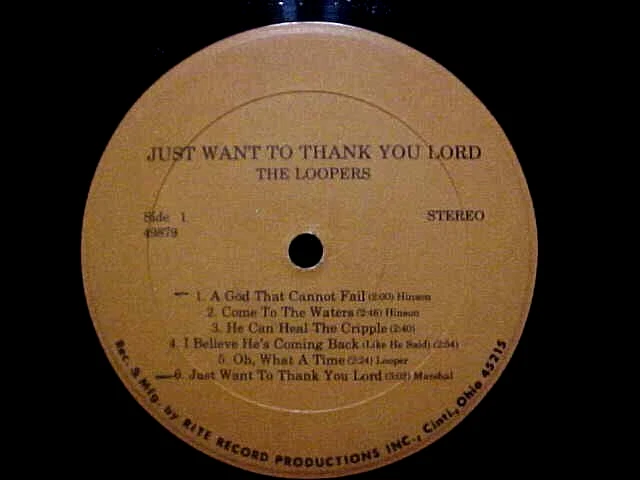 JUST WANT TO THANK YOU LORD
THE LOOPERS
Side 1
STEREO
49879
1. A God That Cannot Fail (2:00) Hinson
2. Come To The Waters (2:46) Hinson
3. He Can Heal The Cripple (2:40)
4. I Believe He's Coming Back (Like He Said) (2:54)
5. Oh, What A Time (2:24) Looper
6. Just Want To Thank You Lord (3:02) Marshal
Rec. & Mfg. by RITE RECORD PRODUCTIONS INC., Cinti., Ohio 45215